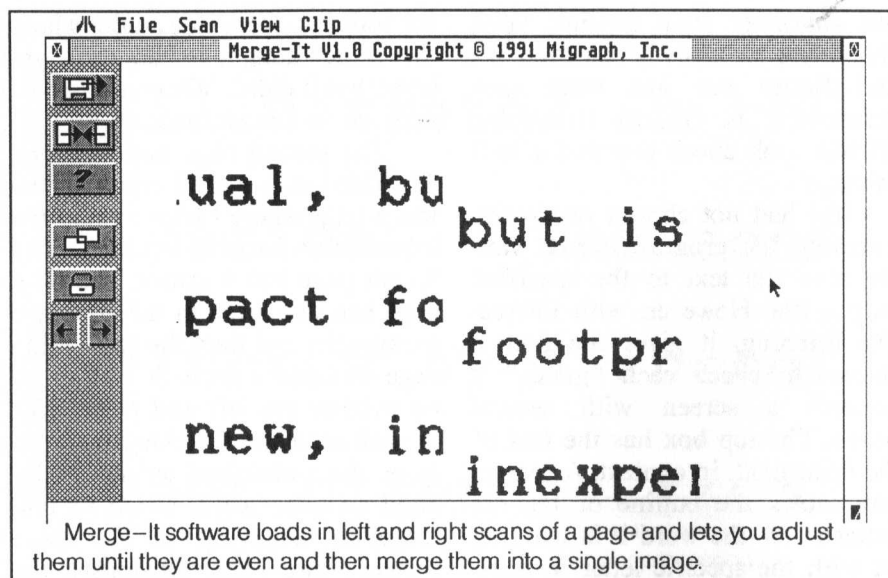 File Scan View Clip
Merge-It V1.0 Copyright © 1991 Migraph, Inc.
?
ual, bu
but is
pact fo
footpr
new, in
inexper
Merge–It software loads in left and right scans of a page and lets you adjust
them until they are even and then merge them into a single image.